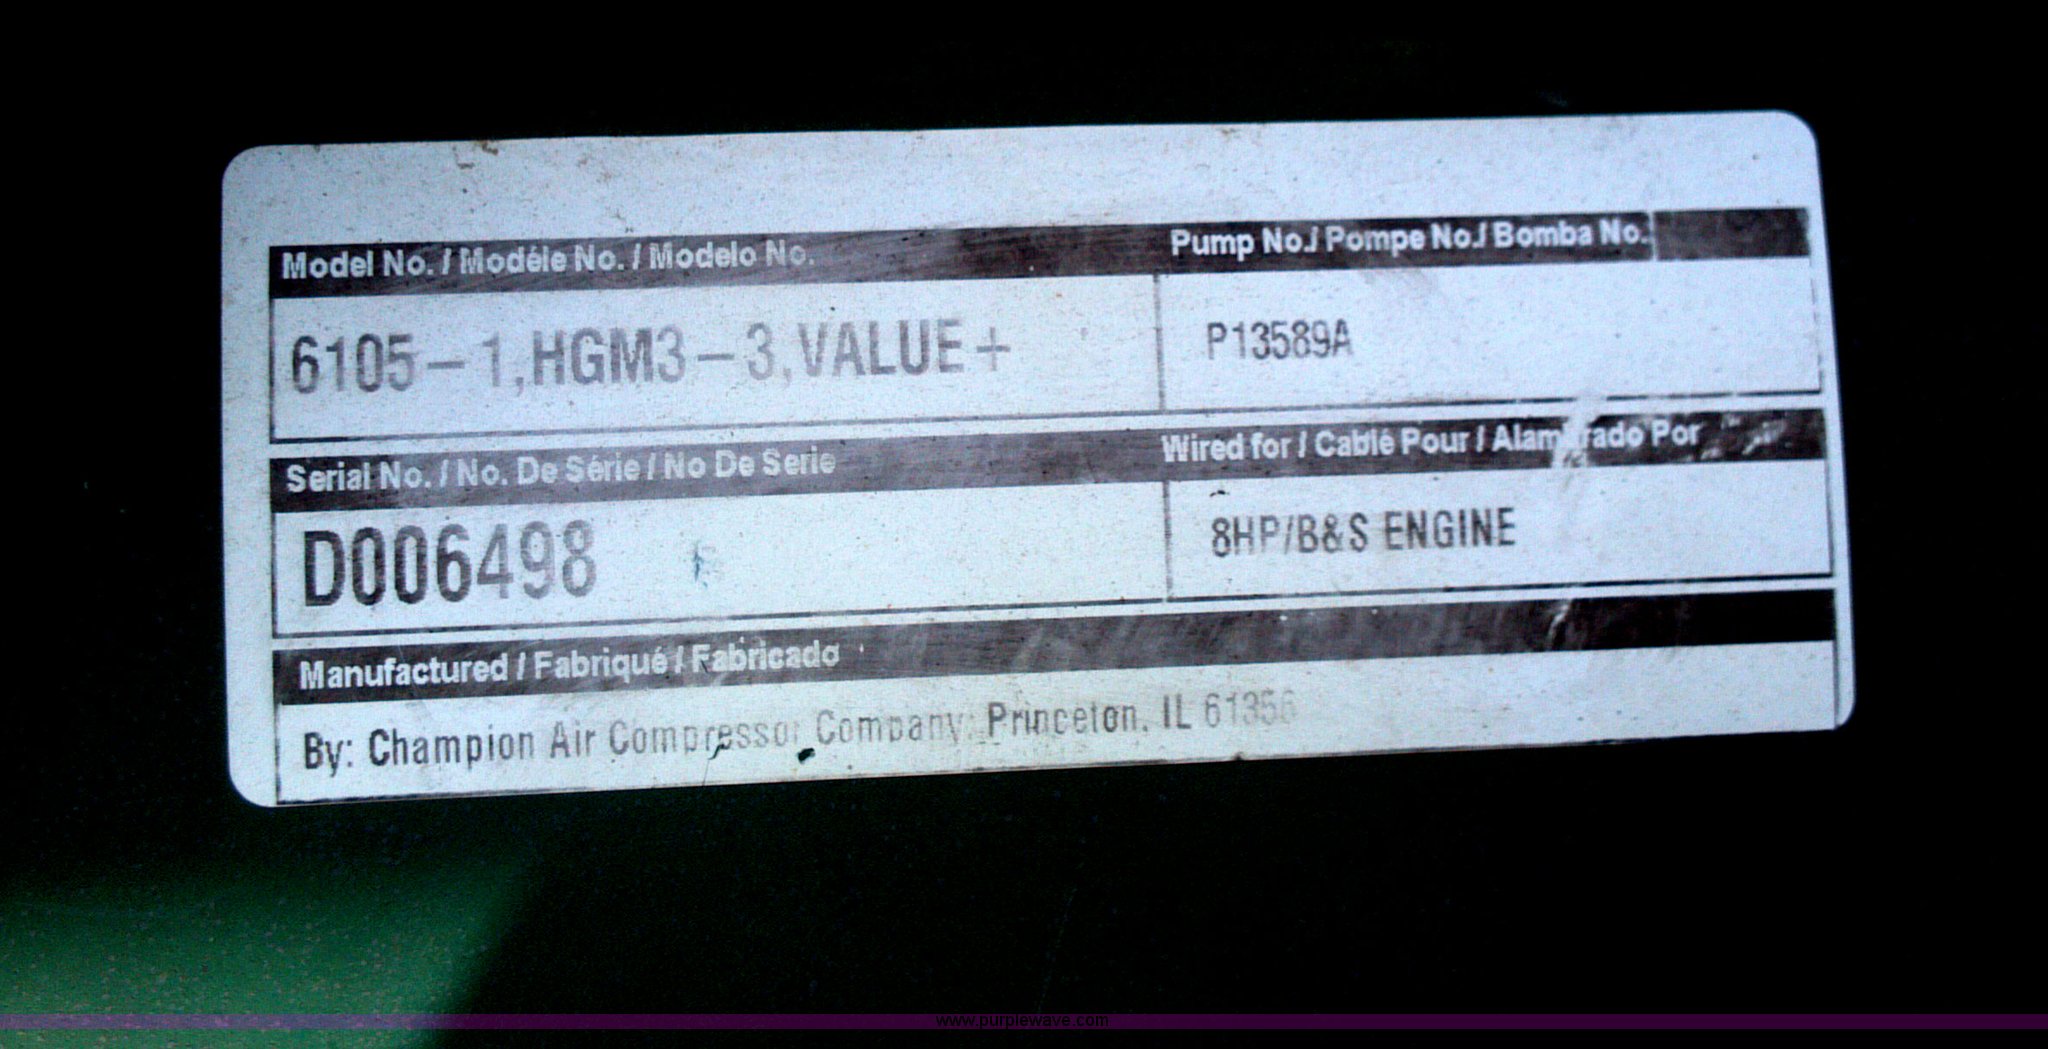 Model No. / Modéle No. / Modelo No.
Pump No./ Pompe No./ Bomba No.
6105-1,HGM3-3,VALUE+
P13589A
Serial No. / No. De Série / No De Serie
Wired for / Cablé Pour / Alambrado Por
D006498
8HP/B&S ENGINE
Manufactured / Fabriqué / Fabricado
By: Champion Air Compressor Company. Princeton, IL 61356
www.purplewave.com